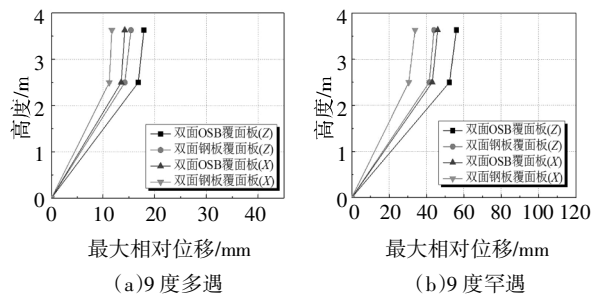 4
3
2
1
0
高度/m
双面OSB覆面板(Z)
双面钢板覆面板(Z)
双面OSB覆面板(X)
双面钢板覆面板(X)
0 10 20 30 40
最大相对位移/mm
(a)9 度多遇
4
3
2
1
0
高度/m
双面OSB覆面板(Z)
双面钢板覆面板(Z)
双面OSB覆面板(X)
双面钢板覆面板(X)
0 20 40 60 80 100 120
最大相对位移/mm
(b)9 度罕遇